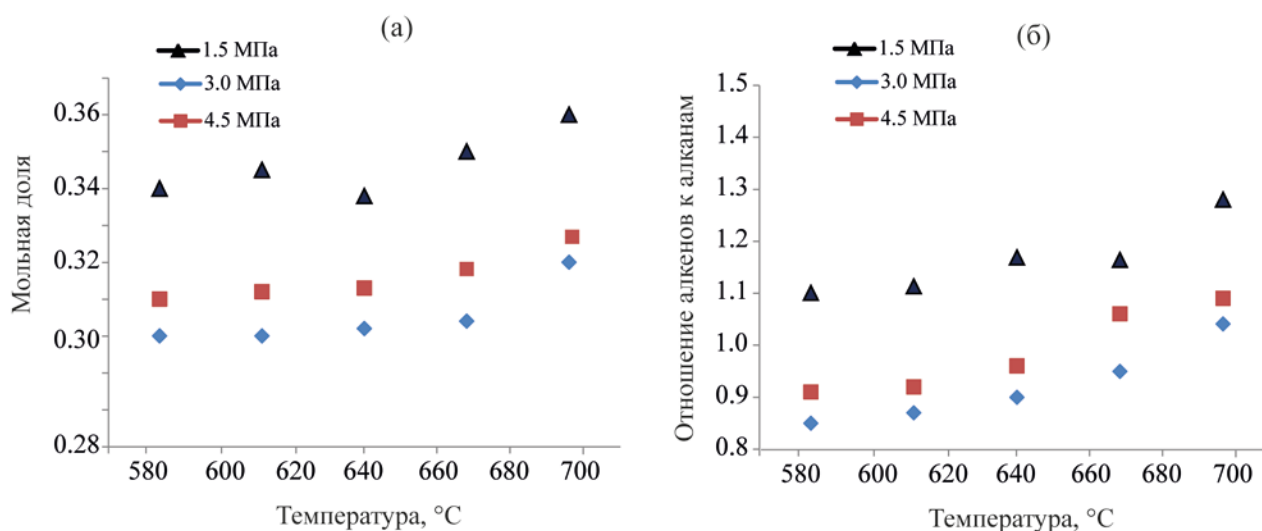 (а)
1.5 МПа
3.0 МПа
4.5 МПа
0.36
0.34
0.32
0.30
0.28
Мольная доля
580 600 620 640 660 680 700
Температура, °C
(б)
1.5 МПа
3.0 МПа
4.5 МПа
1.5
1.4
1.3
1.2
1.1
1.0
0.9
0.8
Отношение алкенов к алканам
580 600 620 640 660 680 700
Температура, °C